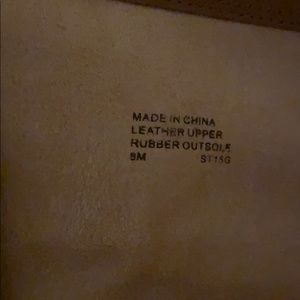 MADE IN CHINA
LEATHER UPPER
RUBBER OUTSOLE
9M ST15G